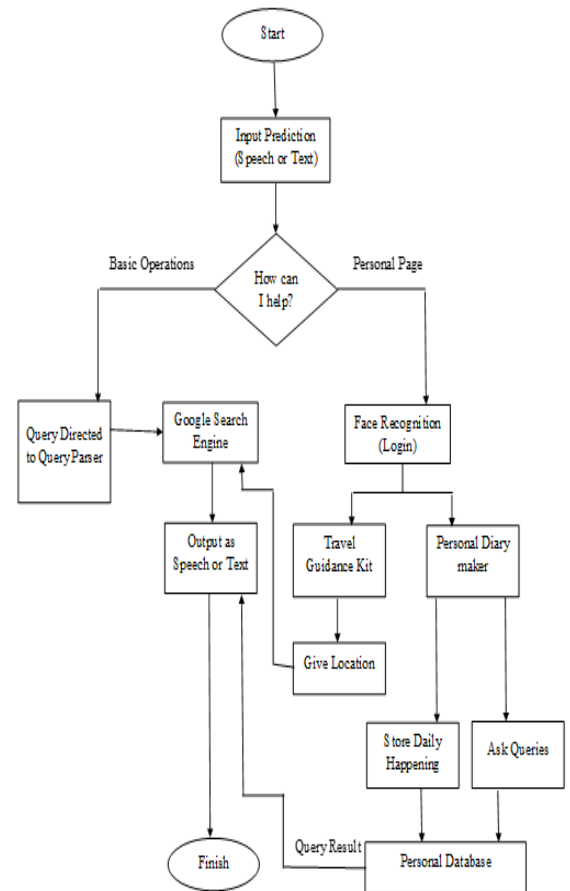 Start
Input Prediction
(Speech or Text)
Basic Operations
How can
I help?
Personal Page
Query Directed
to Query Parser
Google Search
Engine
Face Recognition
(Login)
Output as
Speech or Text
Travel
Guidance Kit
Personal Diary
maker
Give Location
Store Daily
Happening
Ask Queries
Query Result
Finish
Personal Database